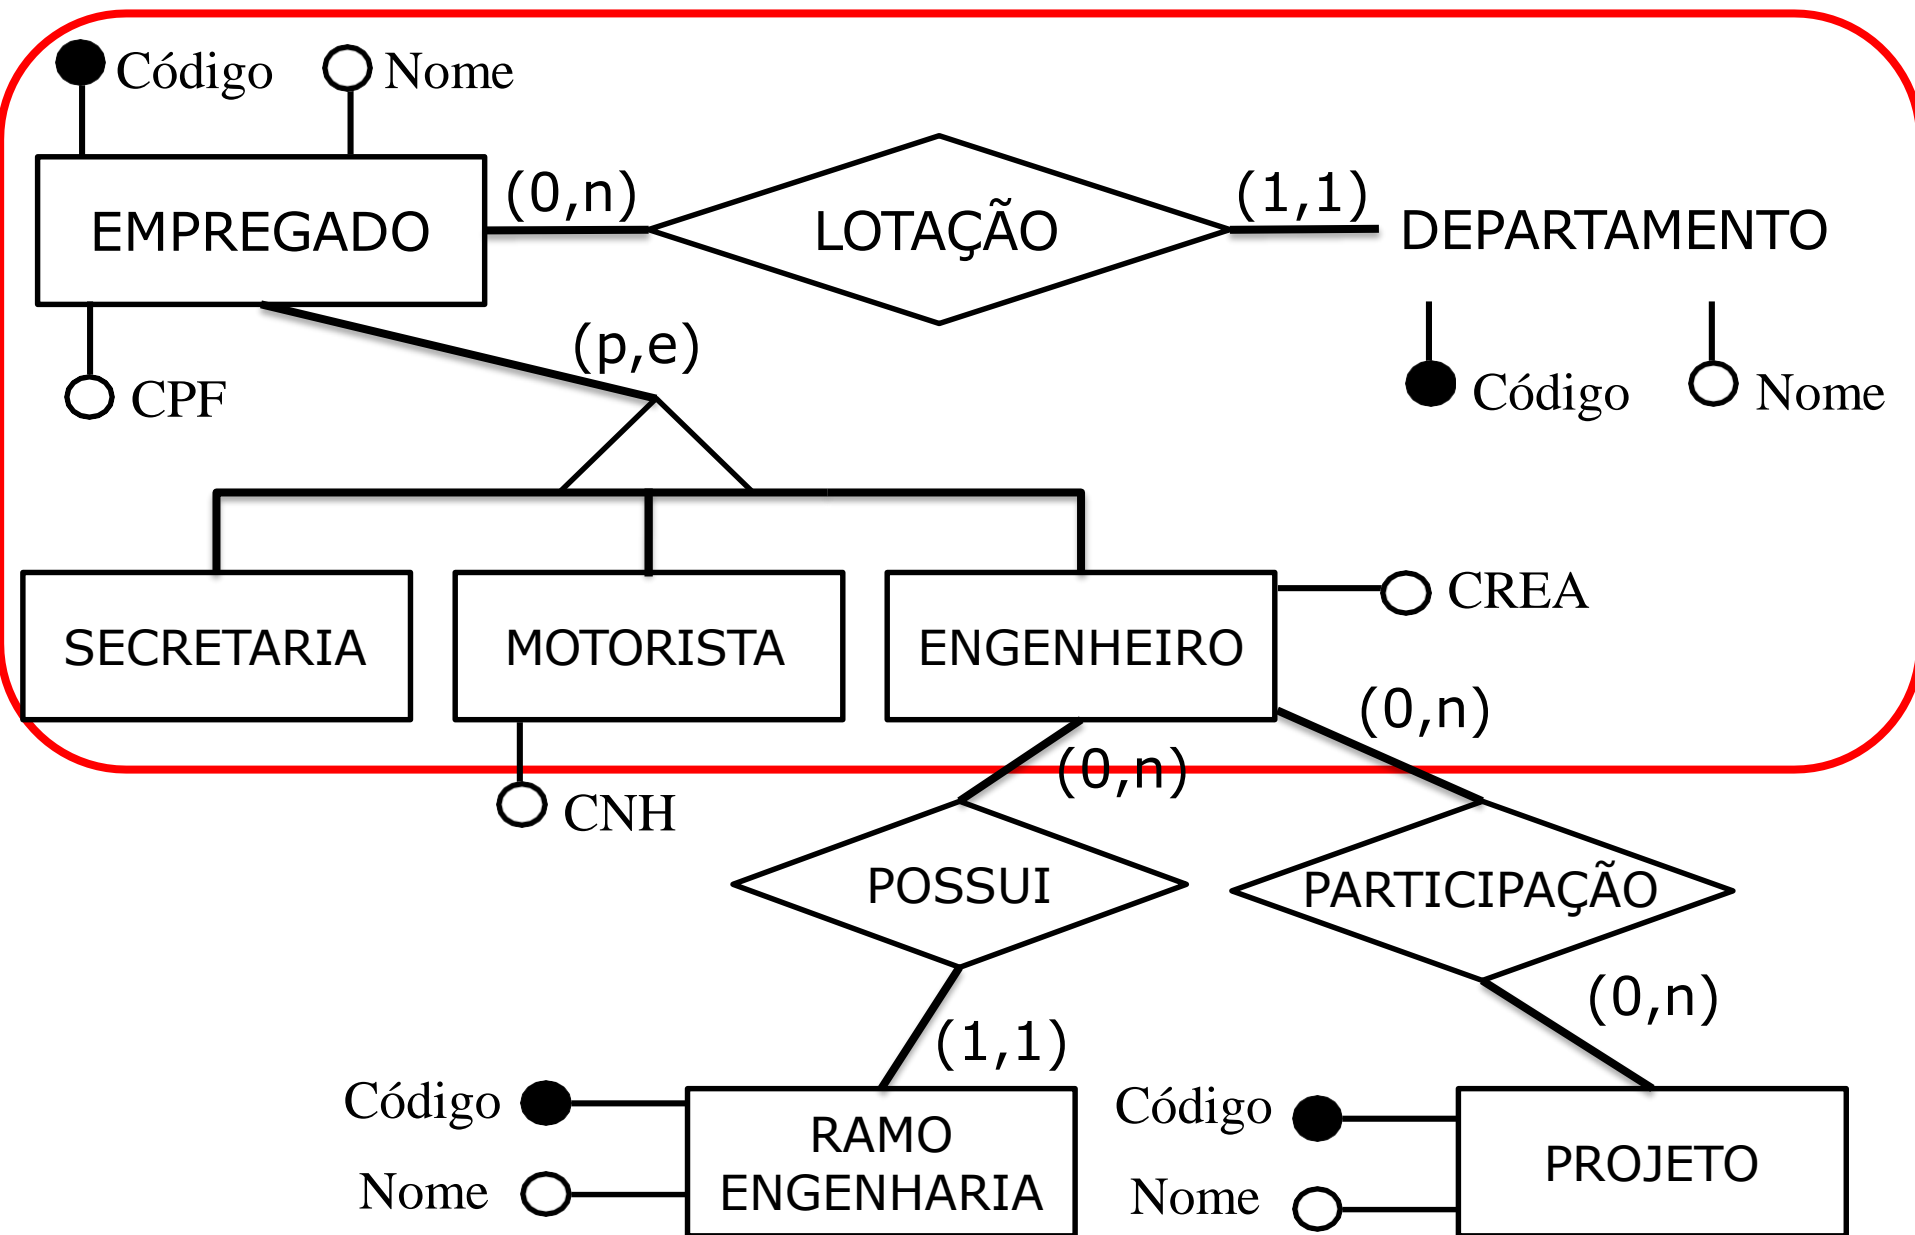 Código
Nome
EMPREGADO
(0,n)
LOTAÇÃO
(1,1)
DEPARTAMENTO
(p,e)
CPF
Código
Nome
SECRETARIA
MOTORISTA
ENGENHEIRO
CREA
(0,n)
(0,n)
CNH
POSSUI
PARTICIPAÇÃO
(1,1)
(0,n)
Código
Nome
RAMO
ENGENHARIA
Código
Nome
PROJETO